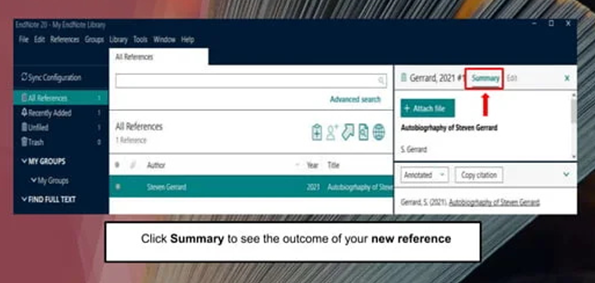 EndNote 20 - My EndNote Library
File Edit References Groups Library Tools Window Help
All References
Sync Configuration
All References 1
Recently Added 1
Unfiled 1
Trash 0
MY GROUPS
My Groups
FIND FULL TEXT
Advanced search
All References
1 Reference
Author Year Title
Steven Gerrard 2021 Autobiogrhaphy of Steve
Gerrard, 2021 #1 Summary Edit X
+ Attach file
Autobiogrhaphy of Steven Gerrard
S. Gerrard
Annotated Copy citation
Gerrard, S. (2021). Autobiogrhaphy of Steven Gerrard.
Click Summary to see the outcome of your new reference